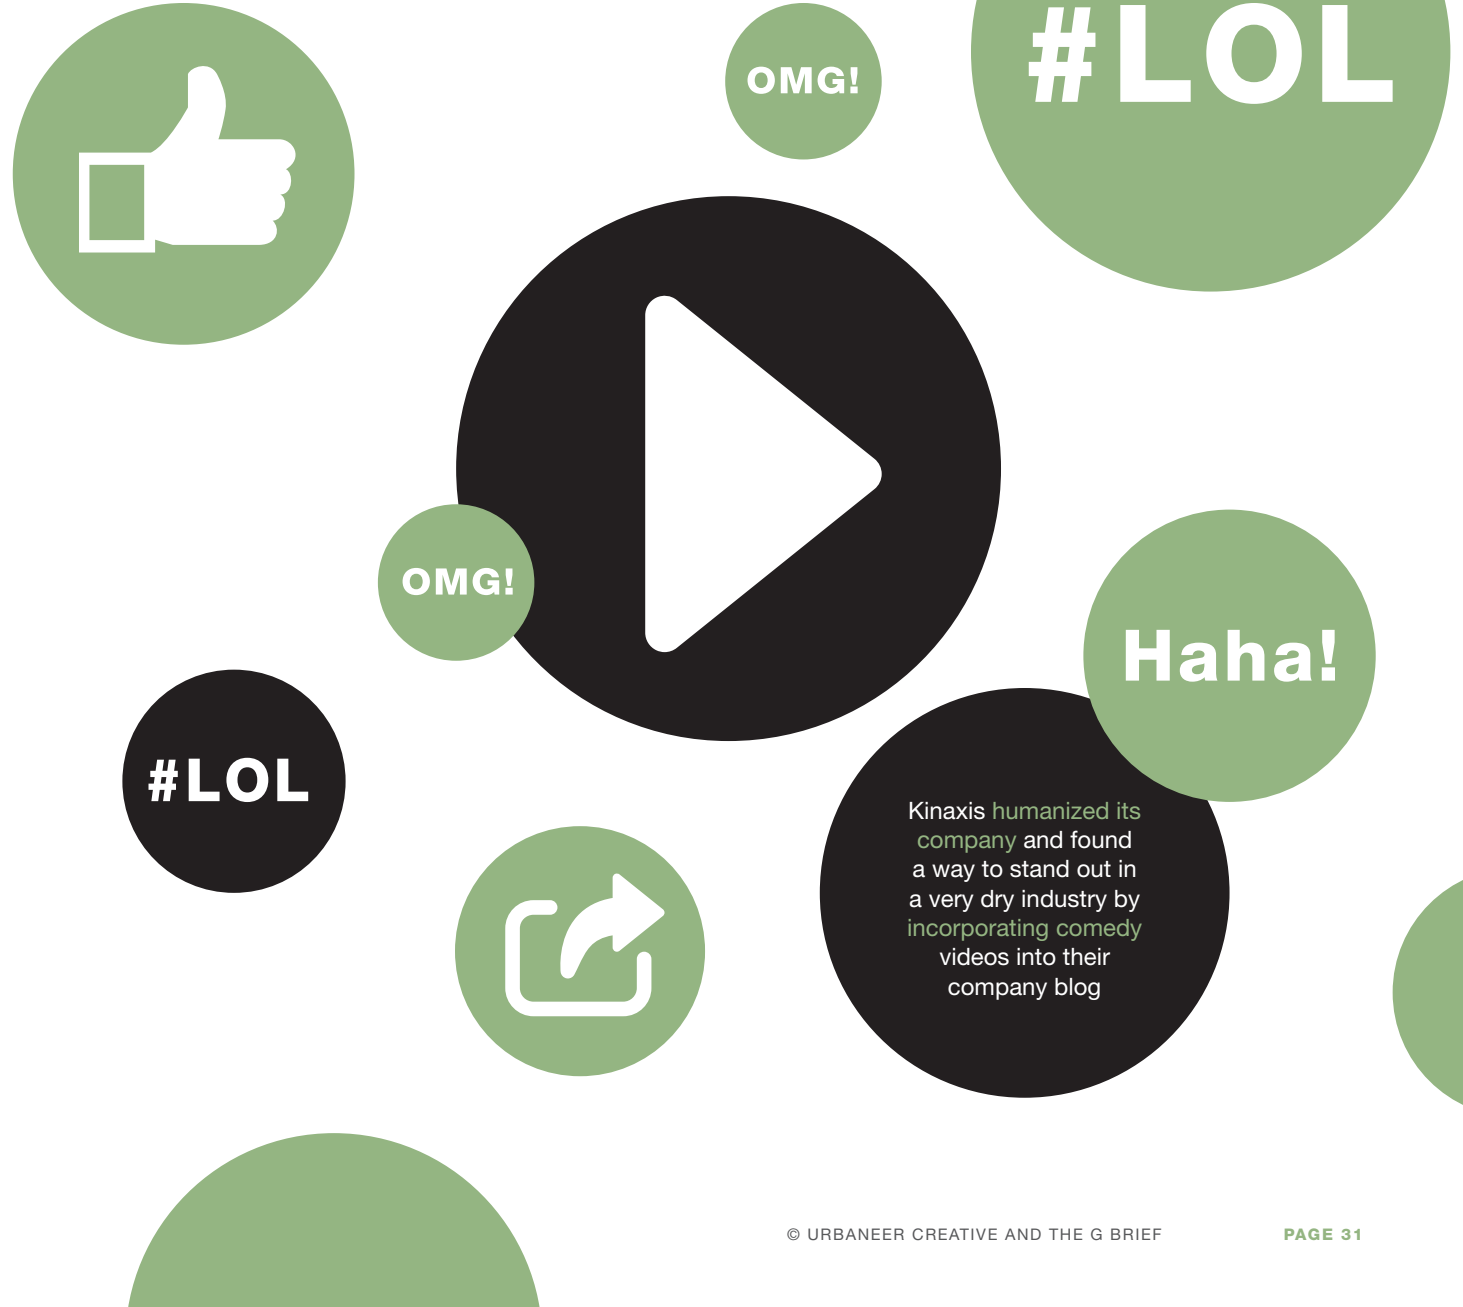 #LOL
OMG!
OMG!
Haha!
#LOL
Kinaxis humanized its
company and found
a way to stand out in
a very dry industry by
incorporating comedy
videos into their
company blog
© URBANEER CREATIVE AND THE G BRIEF
PAGE 31